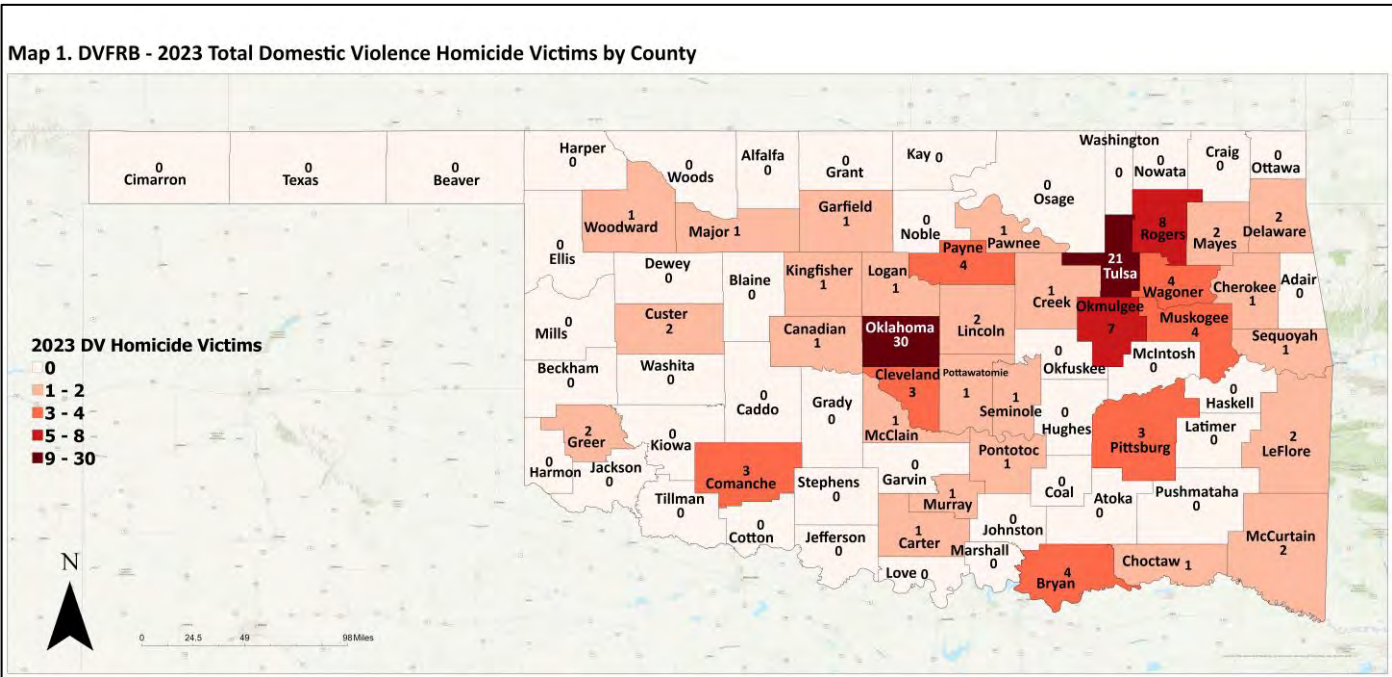 Map 1. DVFRB - 2023 Total Domestic Violence Homicide Victims by County
0
Cimarron
0
Texas
0
Beaver
Harper
0
0
Woods
Alfalfa
0
0
Grant
Kay 0
0
Osage
Washington
0
0
Nowata
Craig
0
0
Ottawa
1
Woodward
Major 1
Garfield
1
0
Noble
1
Pawnee
Payne
4
21
Tulsa
8
Rogers
2
Mayes
2
Delaware
0
Ellis
Dewey
0
Blaine
0
Kingfisher
1
Logan
1
1
Creek
4
Wagoner
Cherokee
1
Adair
0
Mills
0
Custer
2
Canadian
1
Oklahoma
30
2
Lincoln
Okmulgee
7
Muskogee
4
Sequoyah
1
2023 DV Homicide Victims
0
1 - 2
3 - 4
5 - 8
9 - 30
Beckham
0
Washita
0
0
Caddo
Grady
0
Cleveland
3
Pottawatomie
1
1
Seminole
0
Okfuskee
McIntosh
0
0
Haskell
2
Greer
0
Kiowa
1
McClain
0
Hughes
3
Pittsburg
Latimer
0
2
LeFlore
0
Harmon
Jackson
0
3
Comanche
Stephens
0
0
Garvin
Pontotoc
1
0
Coal
Atoka
0
Pushmataha
0
Tillman
0
0
Cotton
Jefferson
0
1
Murray
1
Carter
0
Johnston
Marshall
0
Love 0
4
Bryan
Choctaw 1
McCurtain
2
N
0 24.5 49 98 Miles